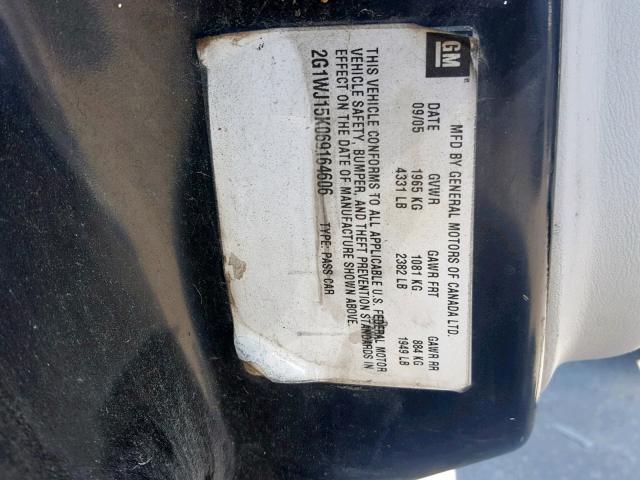 GM
MFD BY GENERAL MOTORS OF CANADA LTD.
DATE GVWR GAWR FRT GAWR RR
09/05 1965 KG 1081 KG 884 KG
4331 LB 2382 LB 1949 LB
THIS VEHICLE CONFORMS TO ALL APPLICABLE U.S. FEDERAL MOTOR
VEHICLE SAFETY, BUMPER, AND THEFT PREVENTION STANDARDS IN
EFFECT ON THE DATE OF MANUFACTURE SHOWN ABOVE.
2G1WJ15K069164606 TYPE: PASS CAR